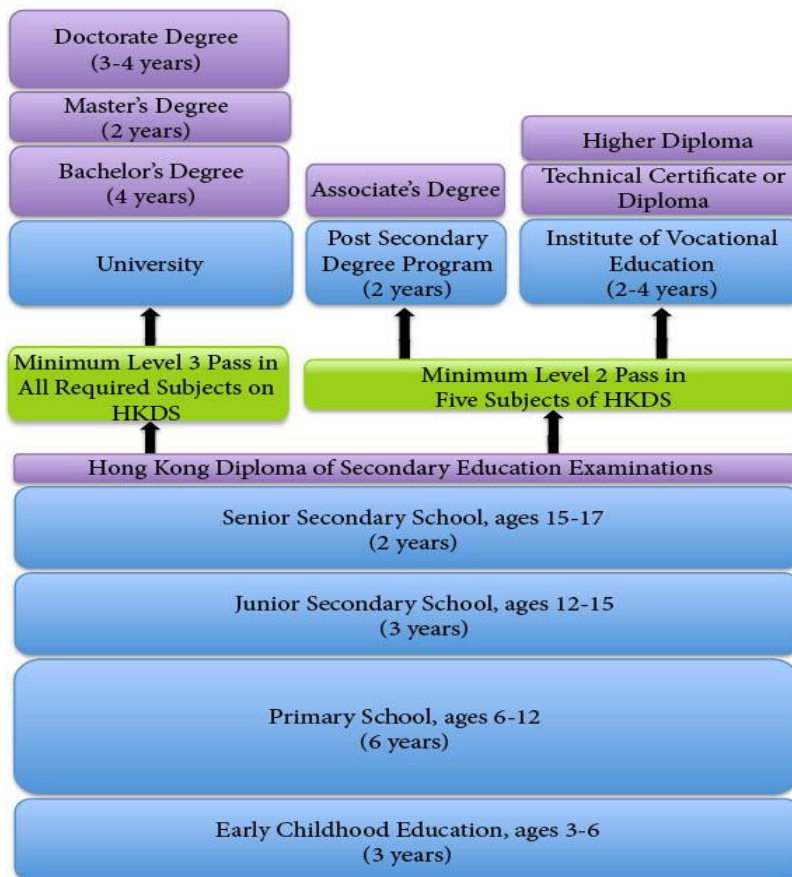 Doctorate Degree
(3-4 years)
Master's Degree
(2 years)
Bachelor's Degree
(4 years)
University
Associate's Degree
Post Secondary
Degree Program
(2 years)
Higher Diploma
Technical Certificate or
Diploma
Institute of Vocational
Education
(2-4 years)
Minimum Level 3 Pass in
All Required Subjects on
HKDS
Minimum Level 2 Pass in
Five Subjects of HKDS
Hong Kong Diploma of Secondary Education Examinations
Senior Secondary School, ages 15-17
(2 years)
Junior Secondary School, ages 12-15
(3 years)
Primary School, ages 6-12
(6 years)
Early Childhood Education, ages 3-6
(3 years)